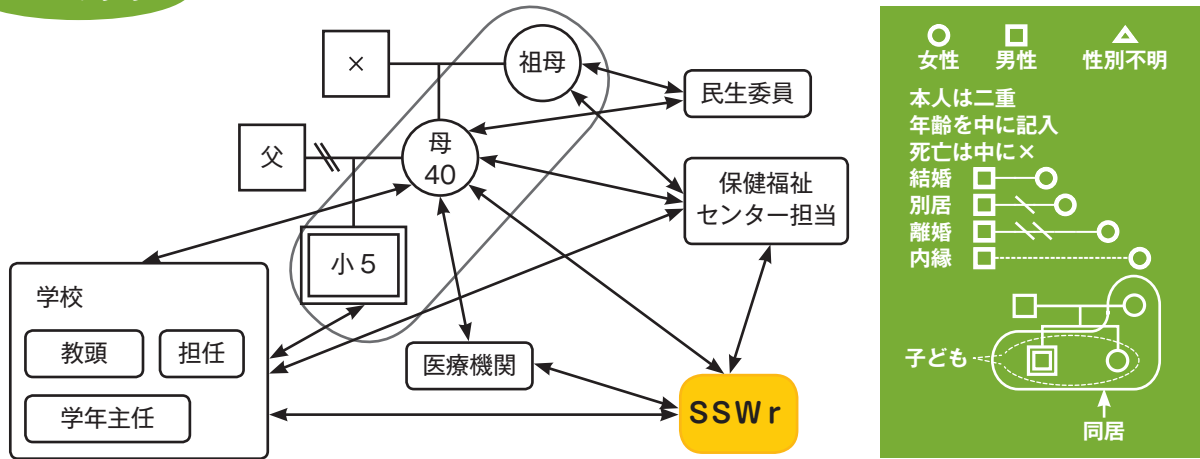 ×
祖母
民生委員
父
母
40
保健福祉
センター担当
小5
学校
教頭
担任
学年主任
医療機関
SSWr
女性
男性
性別不明
本人は二重
年齢を中に記入
死亡は中に×
結婚
別居
離婚
内縁
子ども
同居